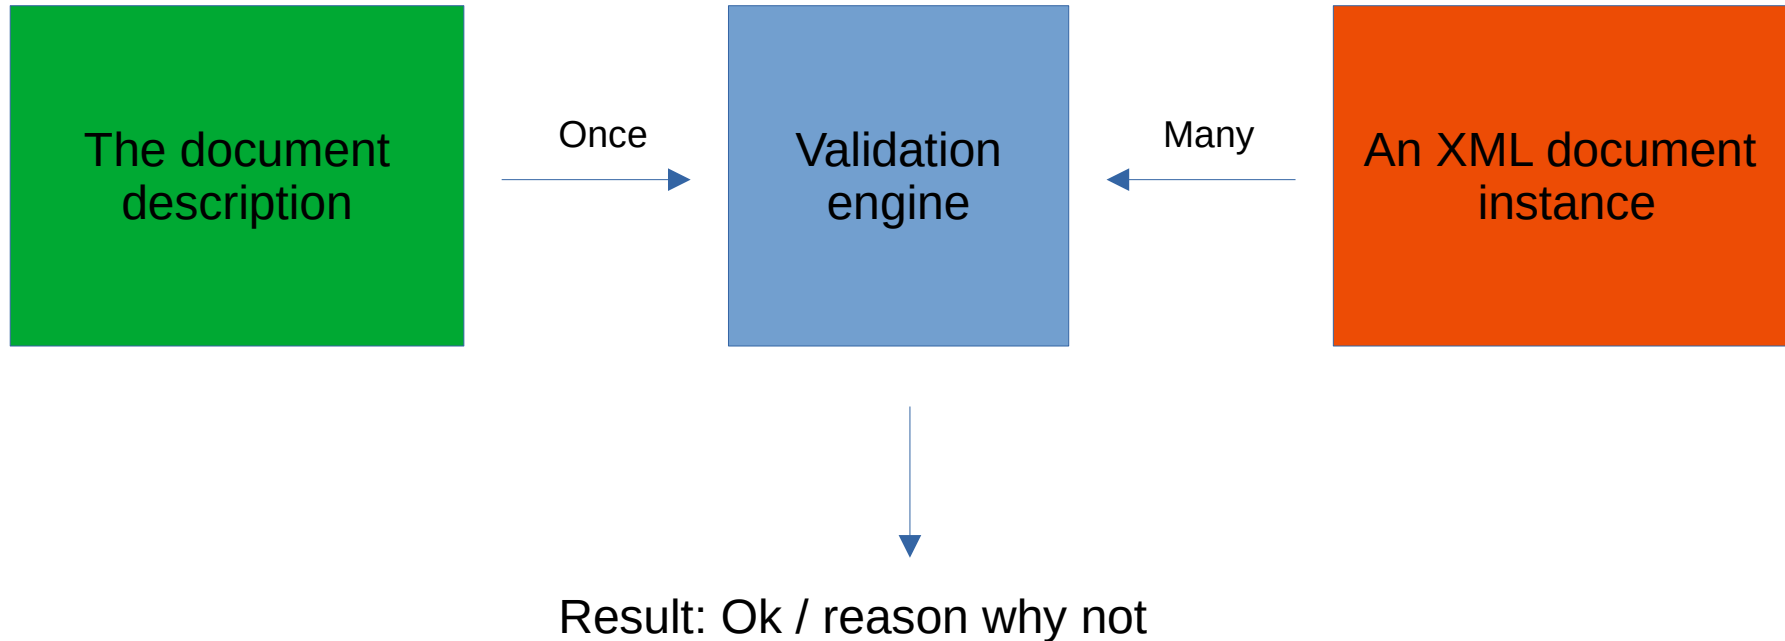 The document
description
Once
Validation
engine
Many
An XML document
instance
Result: Ok / reason why not